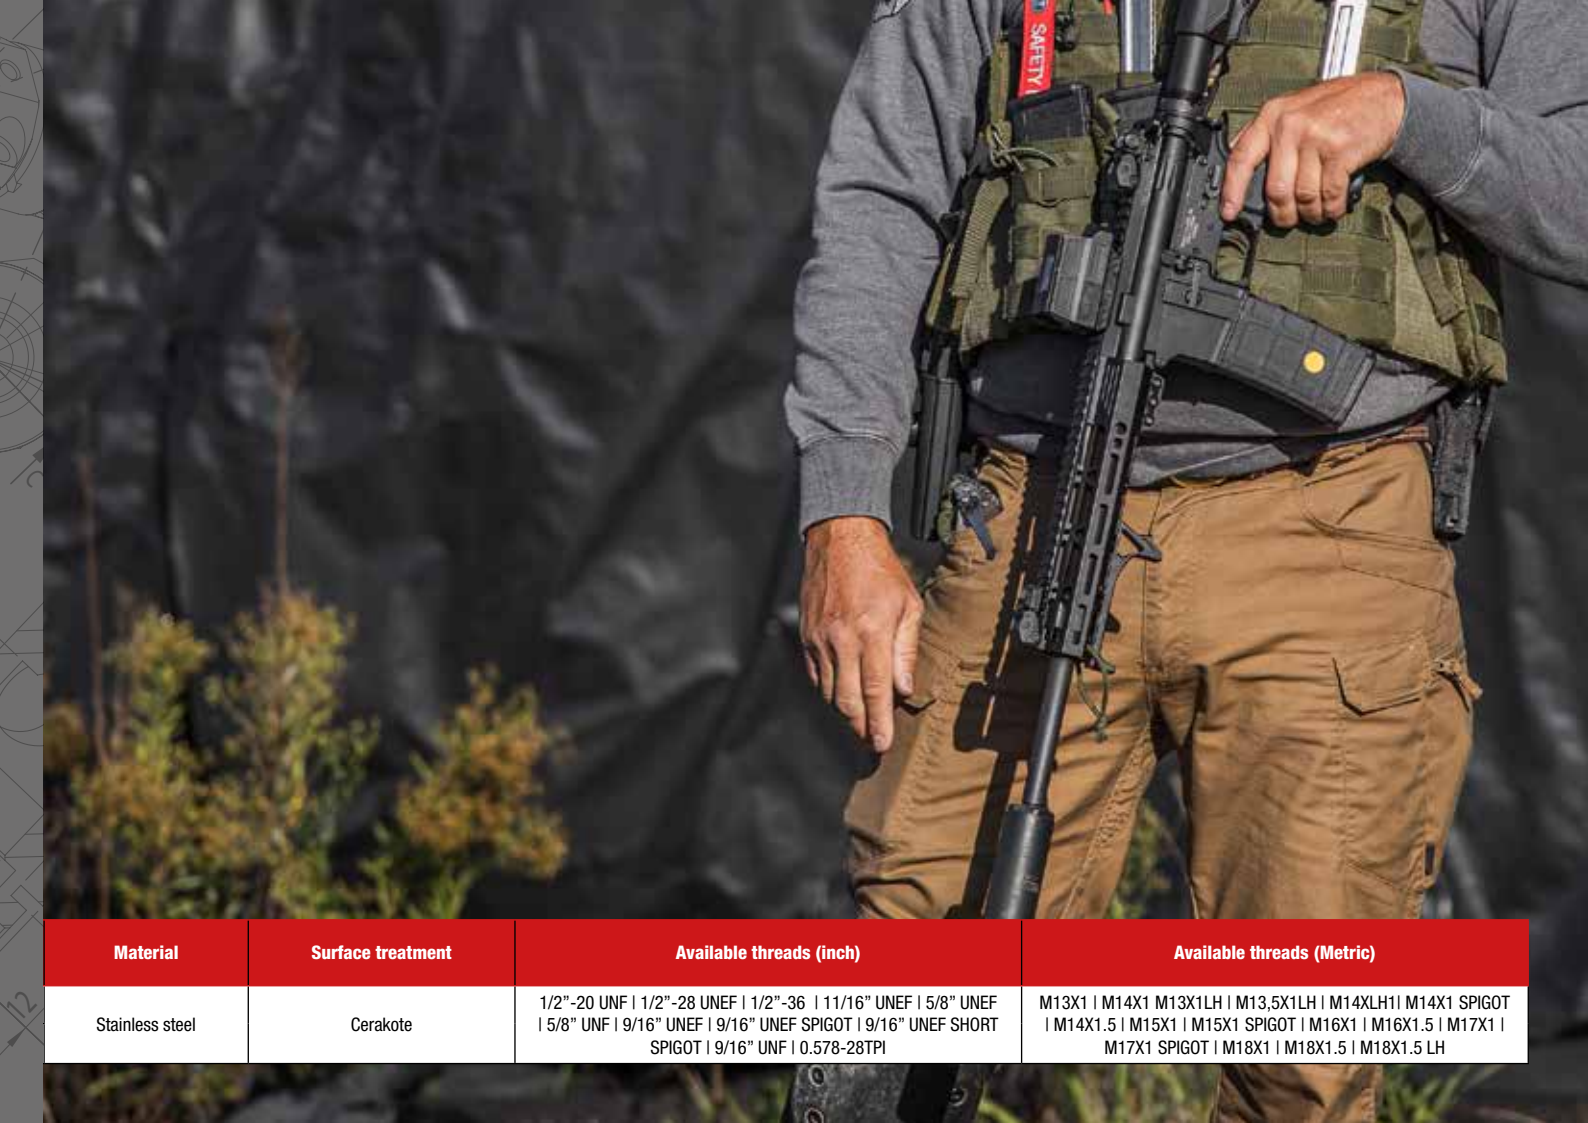 SAFETY
12
Material
Surface treatment
Available threads (inch)
Available threads (Metric)
Stainless steel
Cerakote
1/2”-20 UNF | 1/2”-28 UNEF | 1/2”-36 | 11/16” UNEF | 5/8” UNEF
| 5/8” UNF | 9/16” UNEF | 9/16” UNEF SPIGOT | 9/16” UNEF SHORT
SPIGOT | 9/16” UNF | 0.578-28TPI
M13X1 | M14X1 M13X1LH | M13,5X1LH | M14XLH1| M14X1 SPIGOT
| M14X1.5 | M15X1 | M15X1 SPIGOT | M16X1 | M16X1.5 | M17X1 |
M17X1 SPIGOT | M18X1 | M18X1.5 | M18X1.5 LH